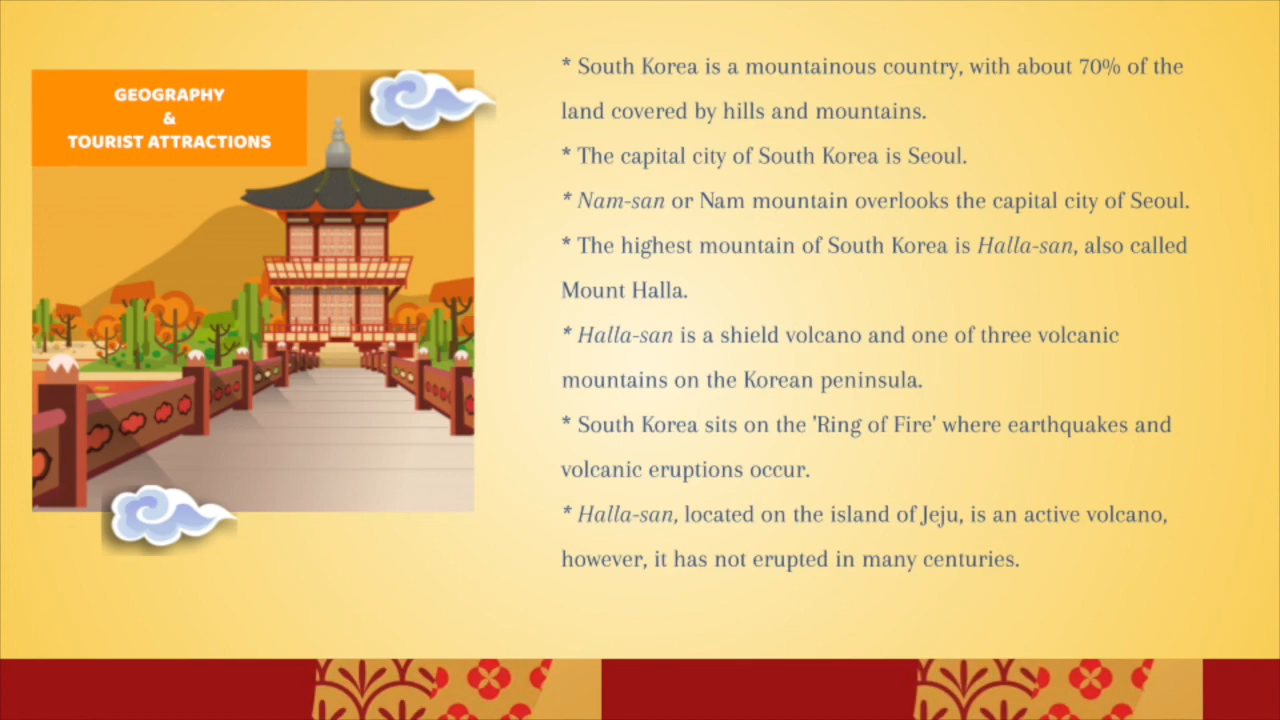 GEOGRAPHY
&
TOURIST ATTRACTIONS
* South Korea is a mountainous country, with about 70% of the
land covered by hills and mountains.
* The capital city of South Korea is Seoul.
* Nam-san or Nam mountain overlooks the capital city of Seoul.
* The highest mountain of South Korea is Halla-san, also called
Mount Halla.
* Halla-san is a shield volcano and one of three volcanic
mountains on the Korean peninsula.
* South Korea sits on the 'Ring of Fire' where earthquakes and
volcanic eruptions occur.
* Halla-san, located on the island of Jeju, is an active volcano,
however, it has not erupted in many centuries.